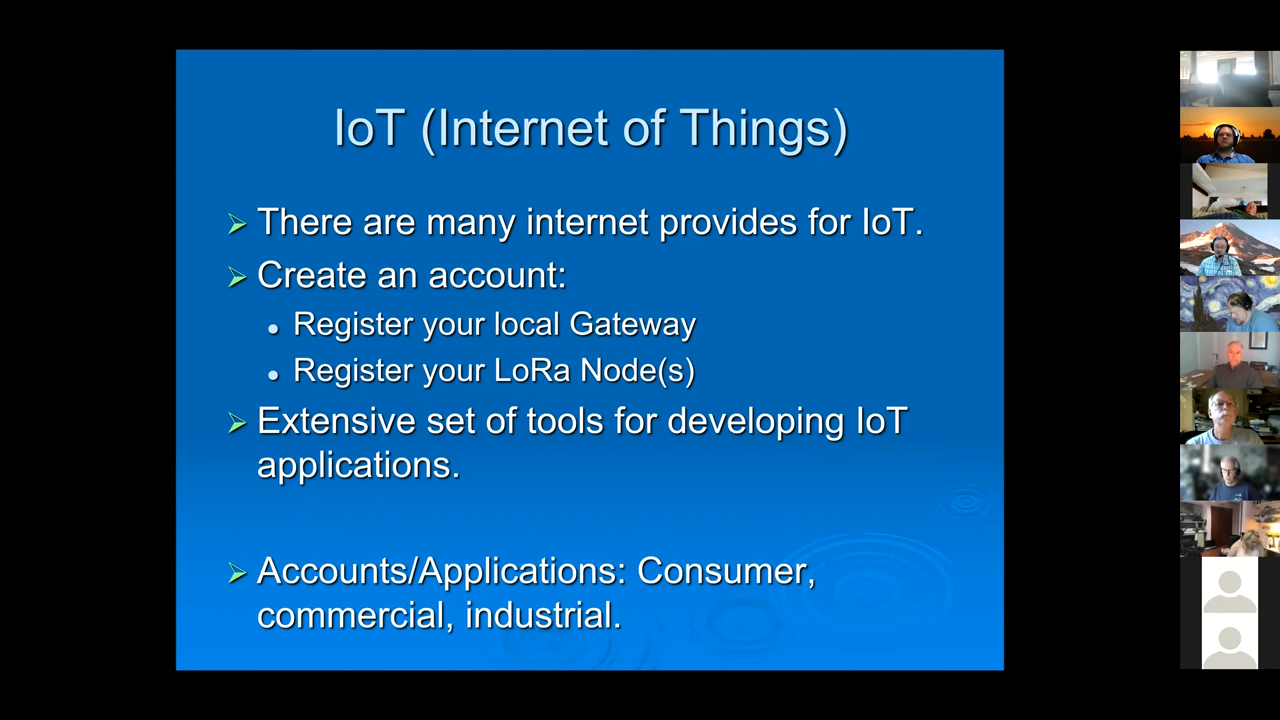 IoT (Internet of Things)
There are many internet provides for IoT.
Create an account:
Register your local Gateway
Register your LoRa Node(s)
Extensive set of tools for developing IoT
applications.
Accounts/Applications: Consumer,
commercial, industrial.